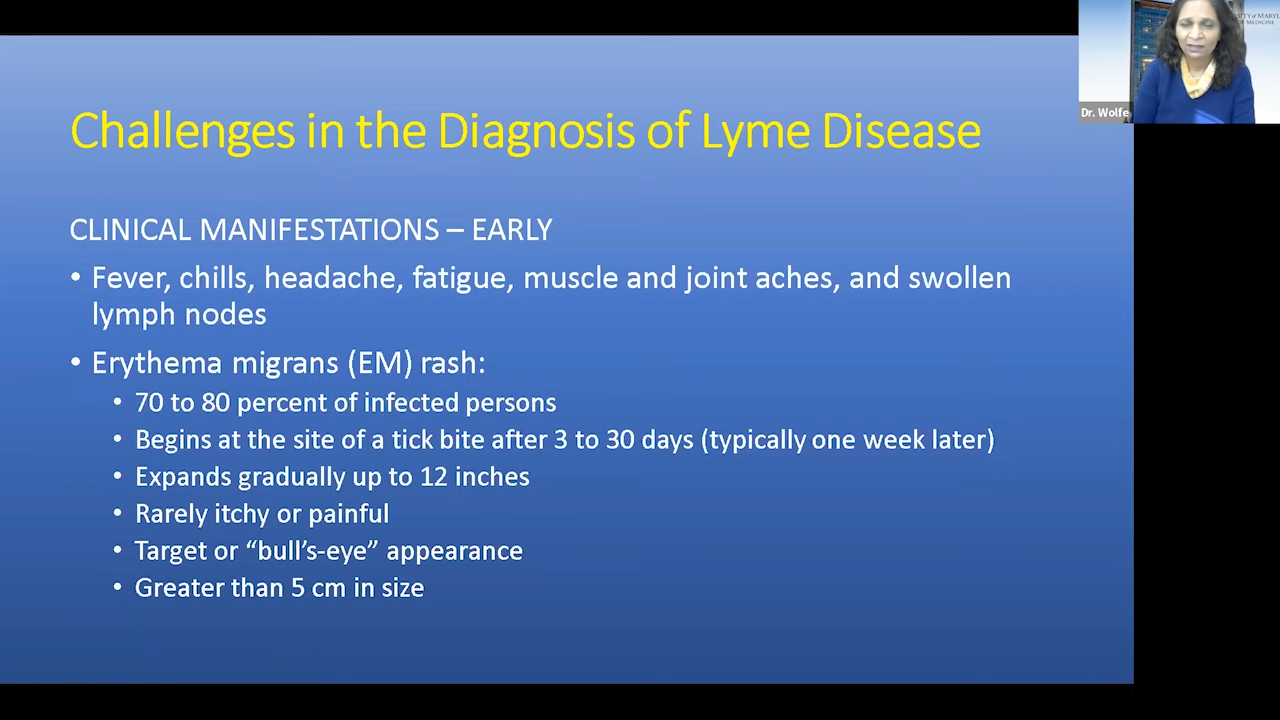 Challenges in the Diagnosis of Lyme Disease
CLINICAL MANIFESTATIONS – EARLY
• Fever, chills, headache, fatigue, muscle and joint aches, and swollen
lymph nodes
• Erythema migrans (EM) rash:
• 70 to 80 percent of infected persons
• Begins at the site of a tick bite after 3 to 30 days (typically one week later)
• Expands gradually up to 12 inches
• Rarely itchy or painful
• Target or “bull’s-eye” appearance
• Greater than 5 cm in size
Dr. Wolfe
MEDICINE